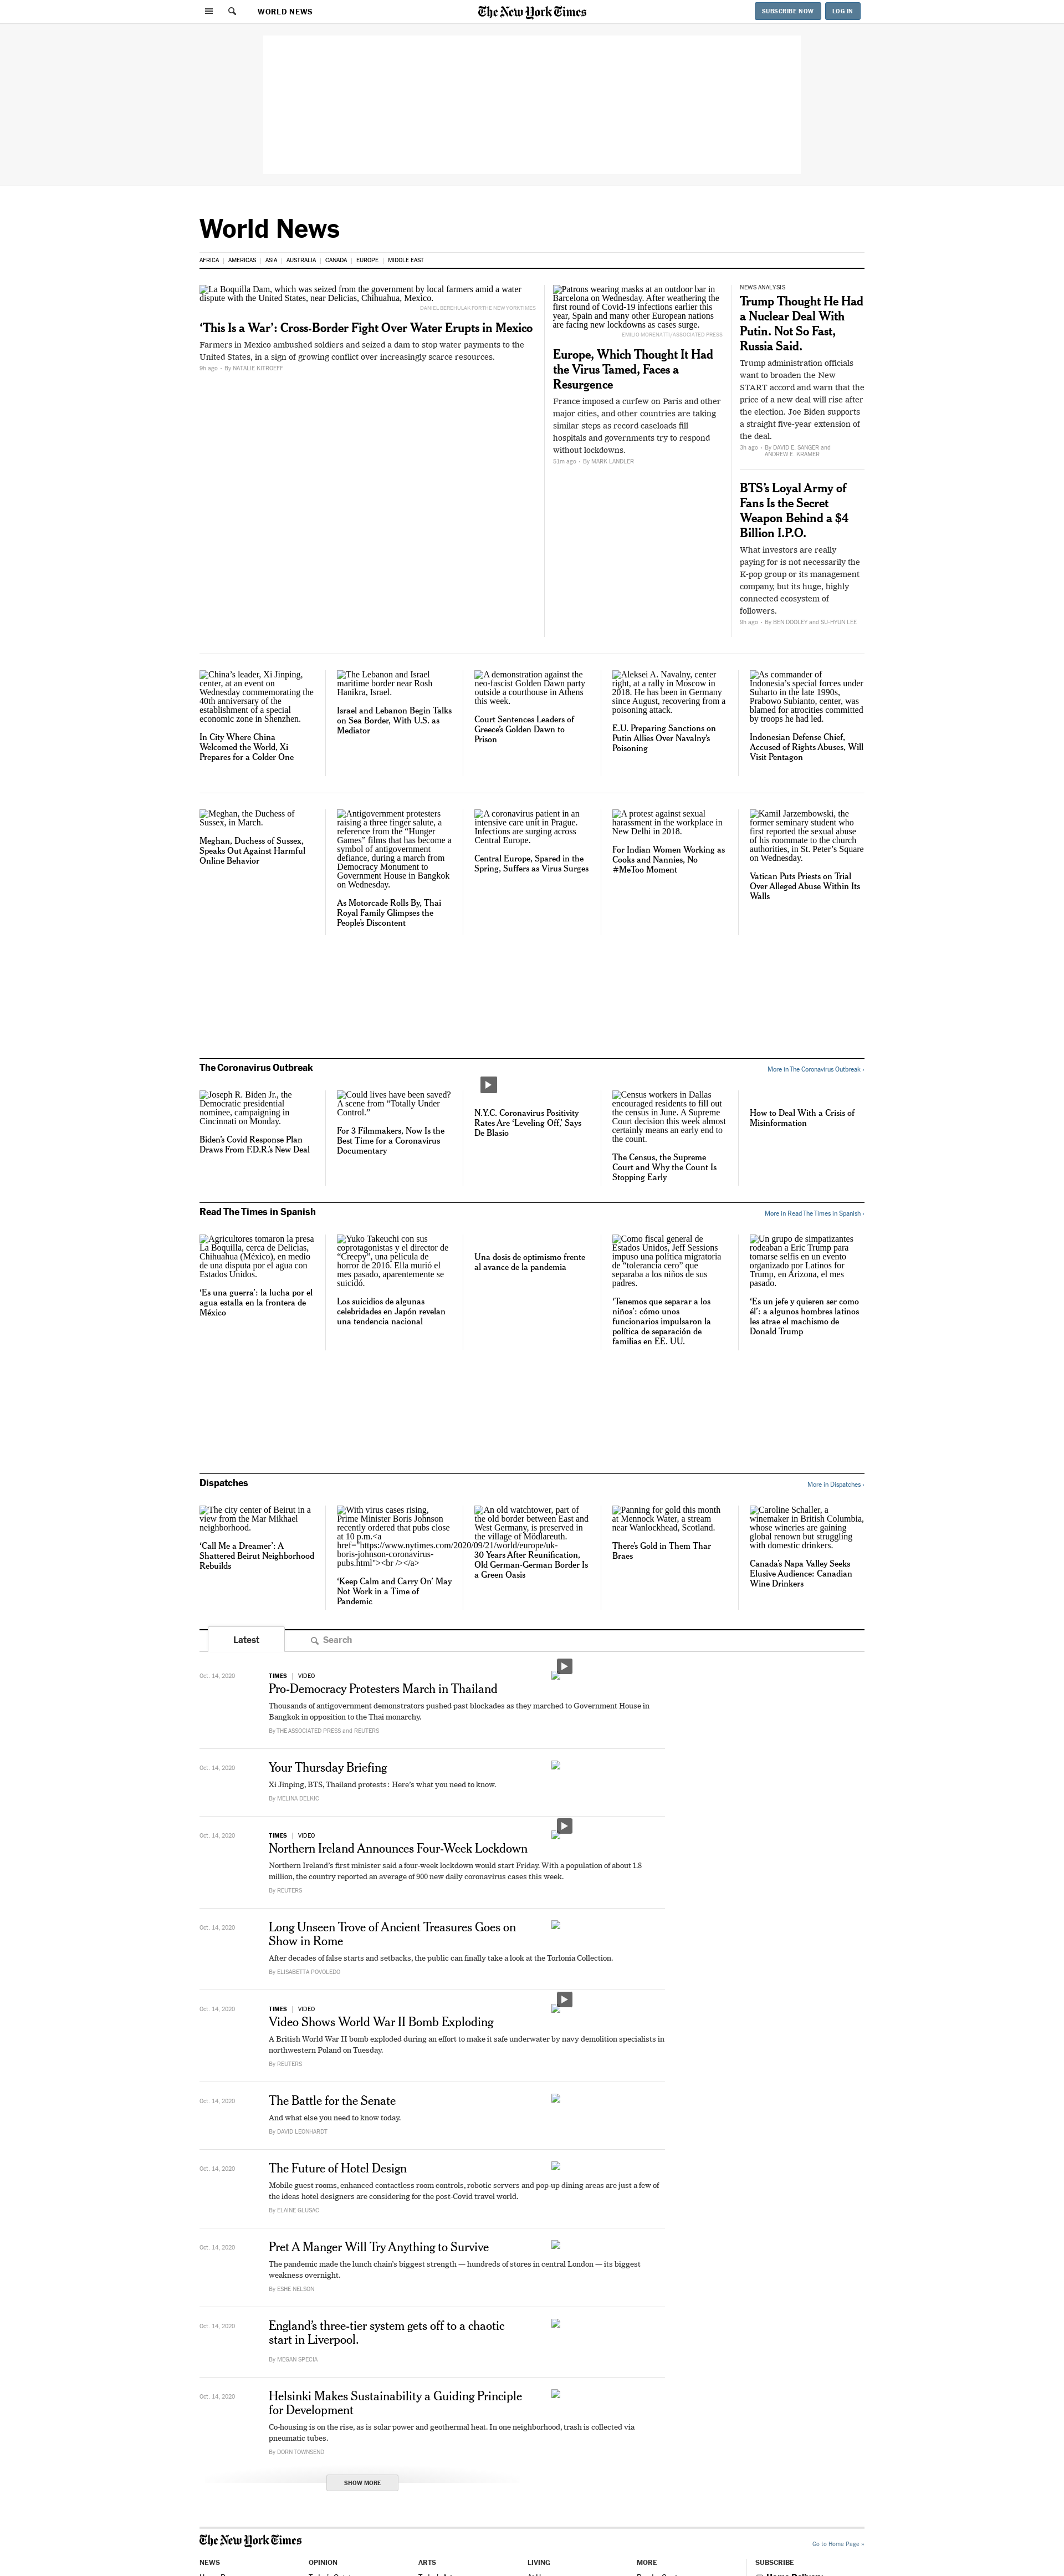 WORLD NEWS
The New York Times
SUBSCRIBE NOW
LOG IN
World News
AFRICA
AMERICAS
ASIA
AUSTRALIA
CANADA
EUROPE
MIDDLE EAST
La Boquilla Dam, which was seized from the government by local farmers amid a water
dispute with the United States, near Delicias, Chihuahua, Mexico.
DANIEL BEREHULAK FOR THE NEW YORK TIMES
‘This Is a War’: Cross-Border Fight Over Water Erupts in Mexico
Farmers in Mexico ambushed soldiers and seized a dam to stop water payments to the
United States, in a sign of growing conflict over increasingly scarce resources.
9h ago
By NATALIE KITROEFF
Patrons wearing masks at an outdoor bar in
Barcelona on Wednesday. After weathering the
first round of Covid-19 infections earlier this
year, Spain and many other European nations
are facing new lockdowns as cases surge.
EMILIO MORENATTI/ASSOCIATED PRESS
Europe, Which Thought It Had
the Virus Tamed, Faces a
Resurgence
France imposed a curfew on Paris and other
major cities, and other countries are taking
similar steps as record caseloads fill
hospitals and governments try to respond
without lockdowns.
51m ago
By MARK LANDLER
NEWS ANALYSIS
Trump Thought He Had
a Nuclear Deal With
Putin. Not So Fast,
Russia Said.
Trump administration officials
want to broaden the New
START accord and warn that the
price of a new deal will rise after
the election. Joe Biden supports
a straight five-year extension of
the deal.
3h ago
By DAVID E. SANGER and
ANDREW E. KRAMER
BTS’s Loyal Army of
Fans Is the Secret
Weapon Behind a $4
Billion I.P.O.
What investors are really
paying for is not necessarily the
K-pop group or its management
company, but its huge, highly
connected ecosystem of
followers.
9h ago
By BEN DOOLEY and SU-HYUN LEE
China’s leader, Xi Jinping,
center, at an event on
Wednesday commemorating the
40th anniversary of the
establishment of a special
economic zone in Shenzhen.
In City Where China
Welcomed the World, Xi
Prepares for a Colder One
The Lebanon and Israel
maritime border near Rosh
Hanikra, Israel.
Israel and Lebanon Begin Talks
on Sea Border, With U.S. as
Mediator
A demonstration against the
neo-fascist Golden Dawn party
outside a courthouse in Athens
this week.
Court Sentences Leaders of
Greece’s Golden Dawn to
Prison
Aleksei A. Navalny, center
right, at a rally in Moscow in
2018. He has been in Germany
since August, recovering from a
poisoning attack.
E.U. Preparing Sanctions on
Putin Allies Over Navalny’s
Poisoning
As commander of
Indonesia’s special forces under
Suharto in the late 1990s,
Prabowo Subianto, center, was
blamed for atrocities committed
by troops he had led.
Indonesian Defense Chief,
Accused of Rights Abuses, Will
Visit Pentagon
Meghan, the Duchess of
Sussex, in March.
Meghan, Duchess of Sussex,
Speaks Out Against Harmful
Online Behavior
Antigovernment protesters
raising a three finger salute, a
reference from the “Hunger
Games” films that has become a
symbol of antigovernment
defiance, during a march from
Democracy Monument to
Government House in Bangkok
on Wednesday.
As Motorcade Rolls By, Thai
Royal Family Glimpses the
People’s Discontent
A coronavirus patient in an
intensive care unit in Prague.
Infections are surging across
Central Europe.
Central Europe, Spared in the
Spring, Suffers as Virus Surges
A protest against sexual
harassment in the workplace in
New Delhi in 2018.
For Indian Women Working as
Cooks and Nannies, No
#MeToo Moment
Kamil Jarzembowski, the
former seminary student who
first reported the sexual abuse
of his roommate to the church
authorities, in St. Peter’s Square
on Wednesday.
Vatican Puts Priests on Trial
Over Alleged Abuse Within Its
Walls
The Coronavirus Outbreak
More in The Coronavirus Outbreak ›
Joseph R. Biden Jr., the
Democratic presidential
nominee, campaigning in
Cincinnati on Monday.
Biden’s Covid Response Plan
Draws From F.D.R.’s New Deal
Could lives have been saved?
A scene from “Totally Under
Control.”
For 3 Filmmakers, Now Is the
Best Time for a Coronavirus
Documentary
N.Y.C. Coronavirus Positivity
Rates Are ‘Leveling Off,’ Says
De Blasio
Census workers in Dallas
encouraged residents to fill out
the census in June. A Supreme
Court decision this week almost
certainly means an early end to
the count.
The Census, the Supreme
Court and Why the Count Is
Stopping Early
How to Deal With a Crisis of
Misinformation
Read The Times in Spanish
More in Read The Times in Spanish ›
Agricultores tomaron la presa
La Boquilla, cerca de Delicias,
Chihuahua (México), en medio
de una disputa por el agua con
Estados Unidos.
‘Es una guerra’: la lucha por el
agua estalla en la frontera de
México
Yuko Takeuchi con sus
coprotagonistas y el director de
“Creepy”, una película de
horror de 2016. Ella murió el
mes pasado, aparentemente se
suicidó.
Los suicidios de algunas
celebridades en Japón revelan
una tendencia nacional
Una dosis de optimismo frente
al avance de la pandemia
Como fiscal general de
Estados Unidos, Jeff Sessions
impuso una política migratoria
de “tolerancia cero” que
separaba a los niños de sus
padres.
‘Tenemos que separar a los
niños’: cómo unos
funcionarios impulsaron la
política de separación de
familias en EE. UU.
Un grupo de simpatizantes
rodeaban a Eric Trump para
tomarse selfis en un evento
organizado por Latinos for
Trump, en Arizona, el mes
pasado.
‘Es un jefe y quieren ser como
él’: a algunos hombres latinos
les atrae el machismo de
Donald Trump
Dispatches
More in Dispatches ›
The city center of Beirut in a
view from the Mar Mikhael
neighborhood.
‘Call Me a Dreamer’: A
Shattered Beirut Neighborhood
Rebuilds
With virus cases rising,
Prime Minister Boris Johnson
recently ordered that pubs close
at 10 p.m.<a
href="https://www.nytimes.com/2020/09/21/world/europe/uk-
boris-johnson-coronavirus-
pubs.html"><br /></a>
‘Keep Calm and Carry On’ May
Not Work in a Time of
Pandemic
An old watchtower, part of
the old border between East and
West Germany, is preserved in
the village of Mödlareuth.
30 Years After Reunification,
Old German-German Border Is
a Green Oasis
Panning for gold this month
at Mennock Water, a stream
near Wanlockhead, Scotland.
There’s Gold in Them Thar
Braes
Caroline Schaller, a
winemaker in British Columbia,
whose wineries are gaining
global renown but struggling
with domestic drinkers.
Canada’s Napa Valley Seeks
Elusive Audience: Canadian
Wine Drinkers
Latest
Search
Oct. 14, 2020
TIMES
VIDEO
Pro-Democracy Protesters March in Thailand
Thousands of antigovernment demonstrators pushed past blockades as they marched to Government House in
Bangkok in opposition to the Thai monarchy.
By THE ASSOCIATED PRESS and REUTERS
Oct. 14, 2020
Your Thursday Briefing
Xi Jinping, BTS, Thailand protests: Here’s what you need to know.
By MELINA DELKIC
Oct. 14, 2020
TIMES
VIDEO
Northern Ireland Announces Four-Week Lockdown
Northern Ireland’s first minister said a four-week lockdown would start Friday. With a population of about 1.8
million, the country reported an average of 900 new daily coronavirus cases this week.
By REUTERS
Oct. 14, 2020
Long Unseen Trove of Ancient Treasures Goes on
Show in Rome
After decades of false starts and setbacks, the public can finally take a look at the Torlonia Collection.
By ELISABETTA POVOLEDO
Oct. 14, 2020
TIMES
VIDEO
Video Shows World War II Bomb Exploding
A British World War II bomb exploded during an effort to make it safe underwater by navy demolition specialists in
northwestern Poland on Tuesday.
By REUTERS
Oct. 14, 2020
The Battle for the Senate
And what else you need to know today.
By DAVID LEONHARDT
Oct. 14, 2020
The Future of Hotel Design
Mobile guest rooms, enhanced contactless room controls, robotic servers and pop-up dining areas are just a few of
the ideas hotel designers are considering for the post-Covid travel world.
By ELAINE GLUSAC
Oct. 14, 2020
Pret A Manger Will Try Anything to Survive
The pandemic made the lunch chain’s biggest strength — hundreds of stores in central London — its biggest
weakness overnight.
By ESHE NELSON
Oct. 14, 2020
England’s three-tier system gets off to a chaotic
start in Liverpool.
By MEGAN SPECIA
Oct. 14, 2020
Helsinki Makes Sustainability a Guiding Principle
for Development
Co-housing is on the rise, as is solar power and geothermal heat. In one neighborhood, trash is collected via
pneumatic tubes.
By DORN TOWNSEND
SHOW MORE
The New York Times
Go to Home Page »
NEWS
OPINION
ARTS
LIVING
MORE
SUBSCRIBE